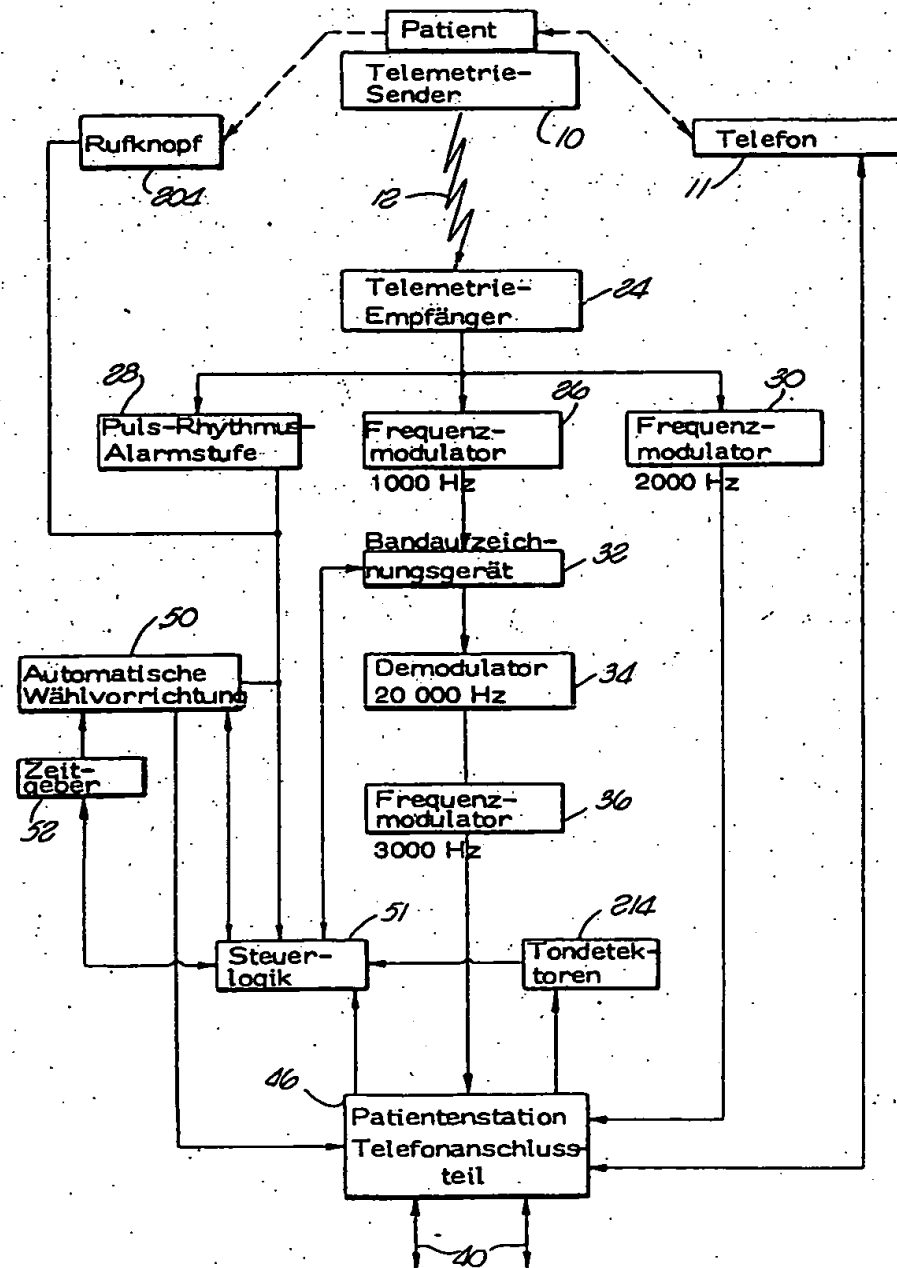 Patient
Telemetrie-
Sender
10
Rufknopf
204
Telefon
11
12
Telemetrie-
Empfänger
24
28
Puls-Rhythmus-
Alarmstufe
26
Frequenz-
modulator
1000 Hz
30
Frequenz-
modulator
2000 Hz
Bandaufzeich-
nungsgerät
32
50
Automatische
Wählvorrichtung
Demodulator
20 000 Hz
34
Zeit-
geber
52
Frequenz-
modulator
3000 Hz
36
51
Steuer-
logik
214
Tondetek-
toren
46
Patientenstation
Telefonanschluss-
teil
40